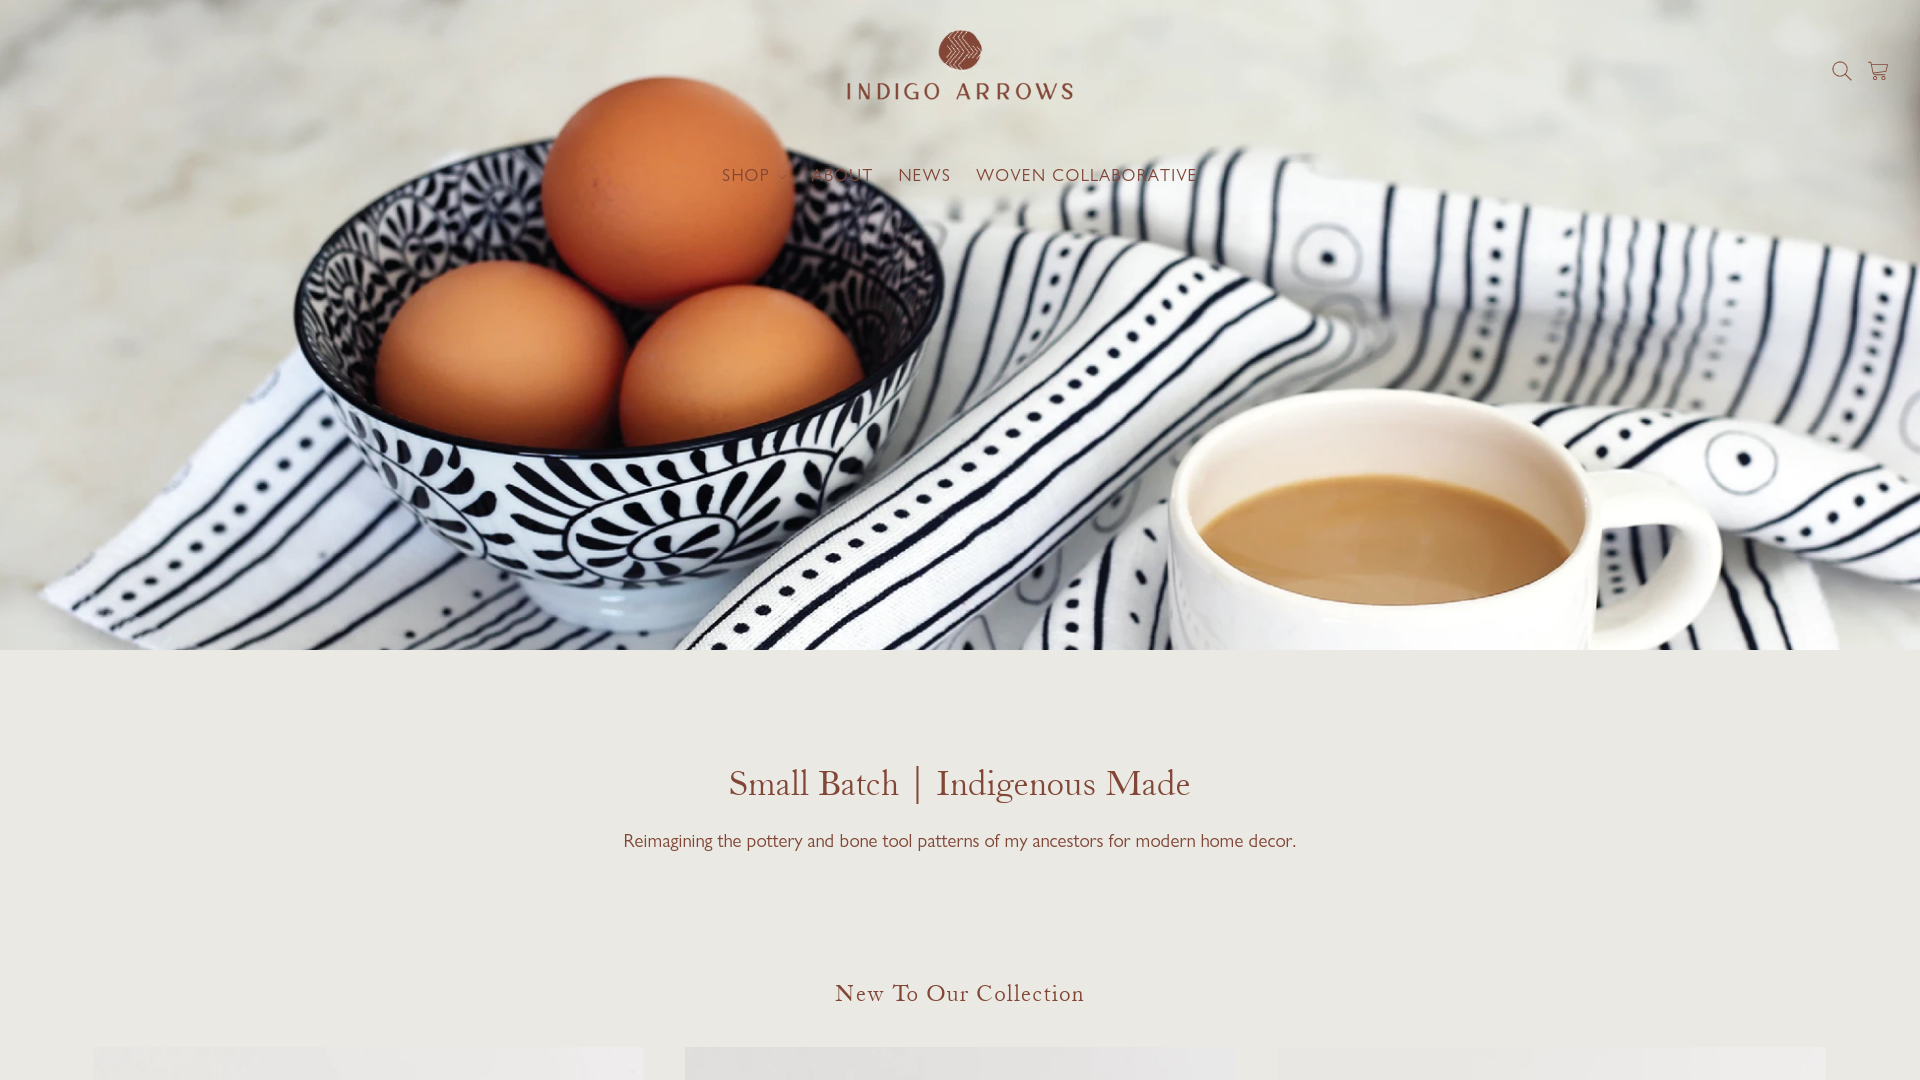 INDIGO ARROWS
SHOP ABOUT NEWS WOVEN COLLABORATIVE
Small Batch | Indigenous Made
Reimagining the pottery and bone tool patterns of my ancestors for modern home decor.
New To Our Collection